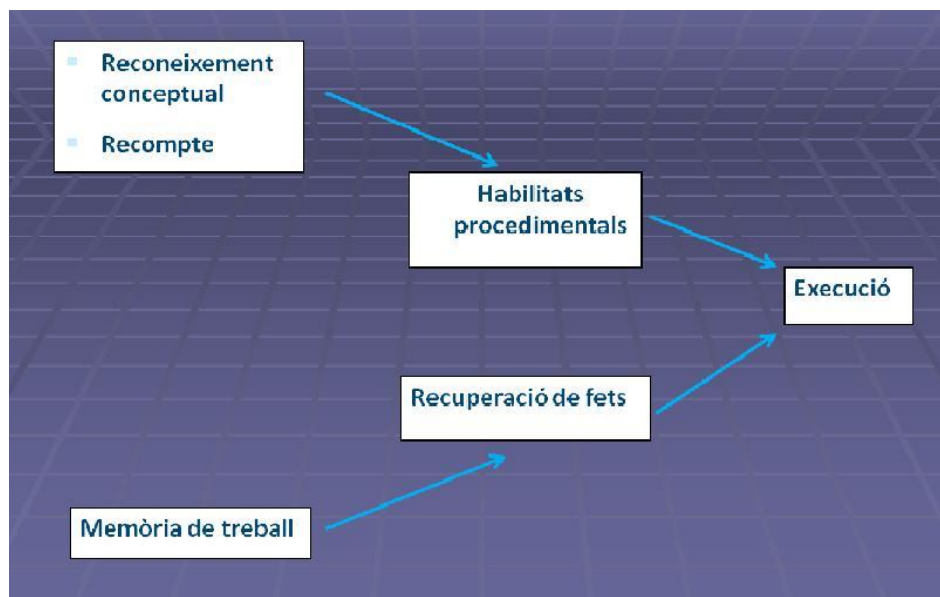 Reconeixement
conceptual
Recompte
Habilitats
procedimentals
Execució
Recuperació de fets
Memòria de treball